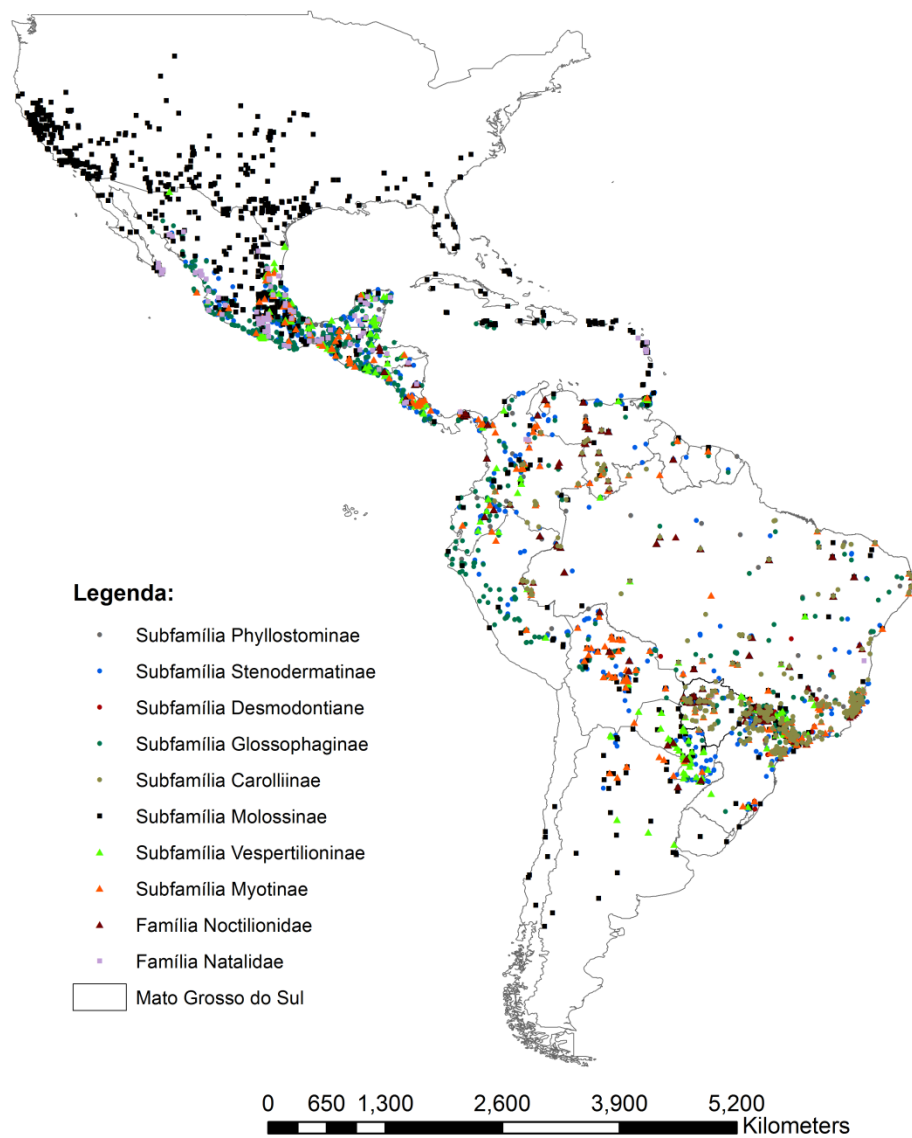 Legenda:
Subfamília Phyllostominae
Subfamília Stenodermatinae
Subfamília Desmodontiane
Subfamília Glossophaginae
Subfamília Carolliinae
Subfamília Molossinae
Subfamília Vespertilioninae
Subfamília Myotinae
Família Noctilionidae
Família Natalidae
Mato Grosso do Sul
0 650 1,300 2,600 3,900 5,200
Kilometers